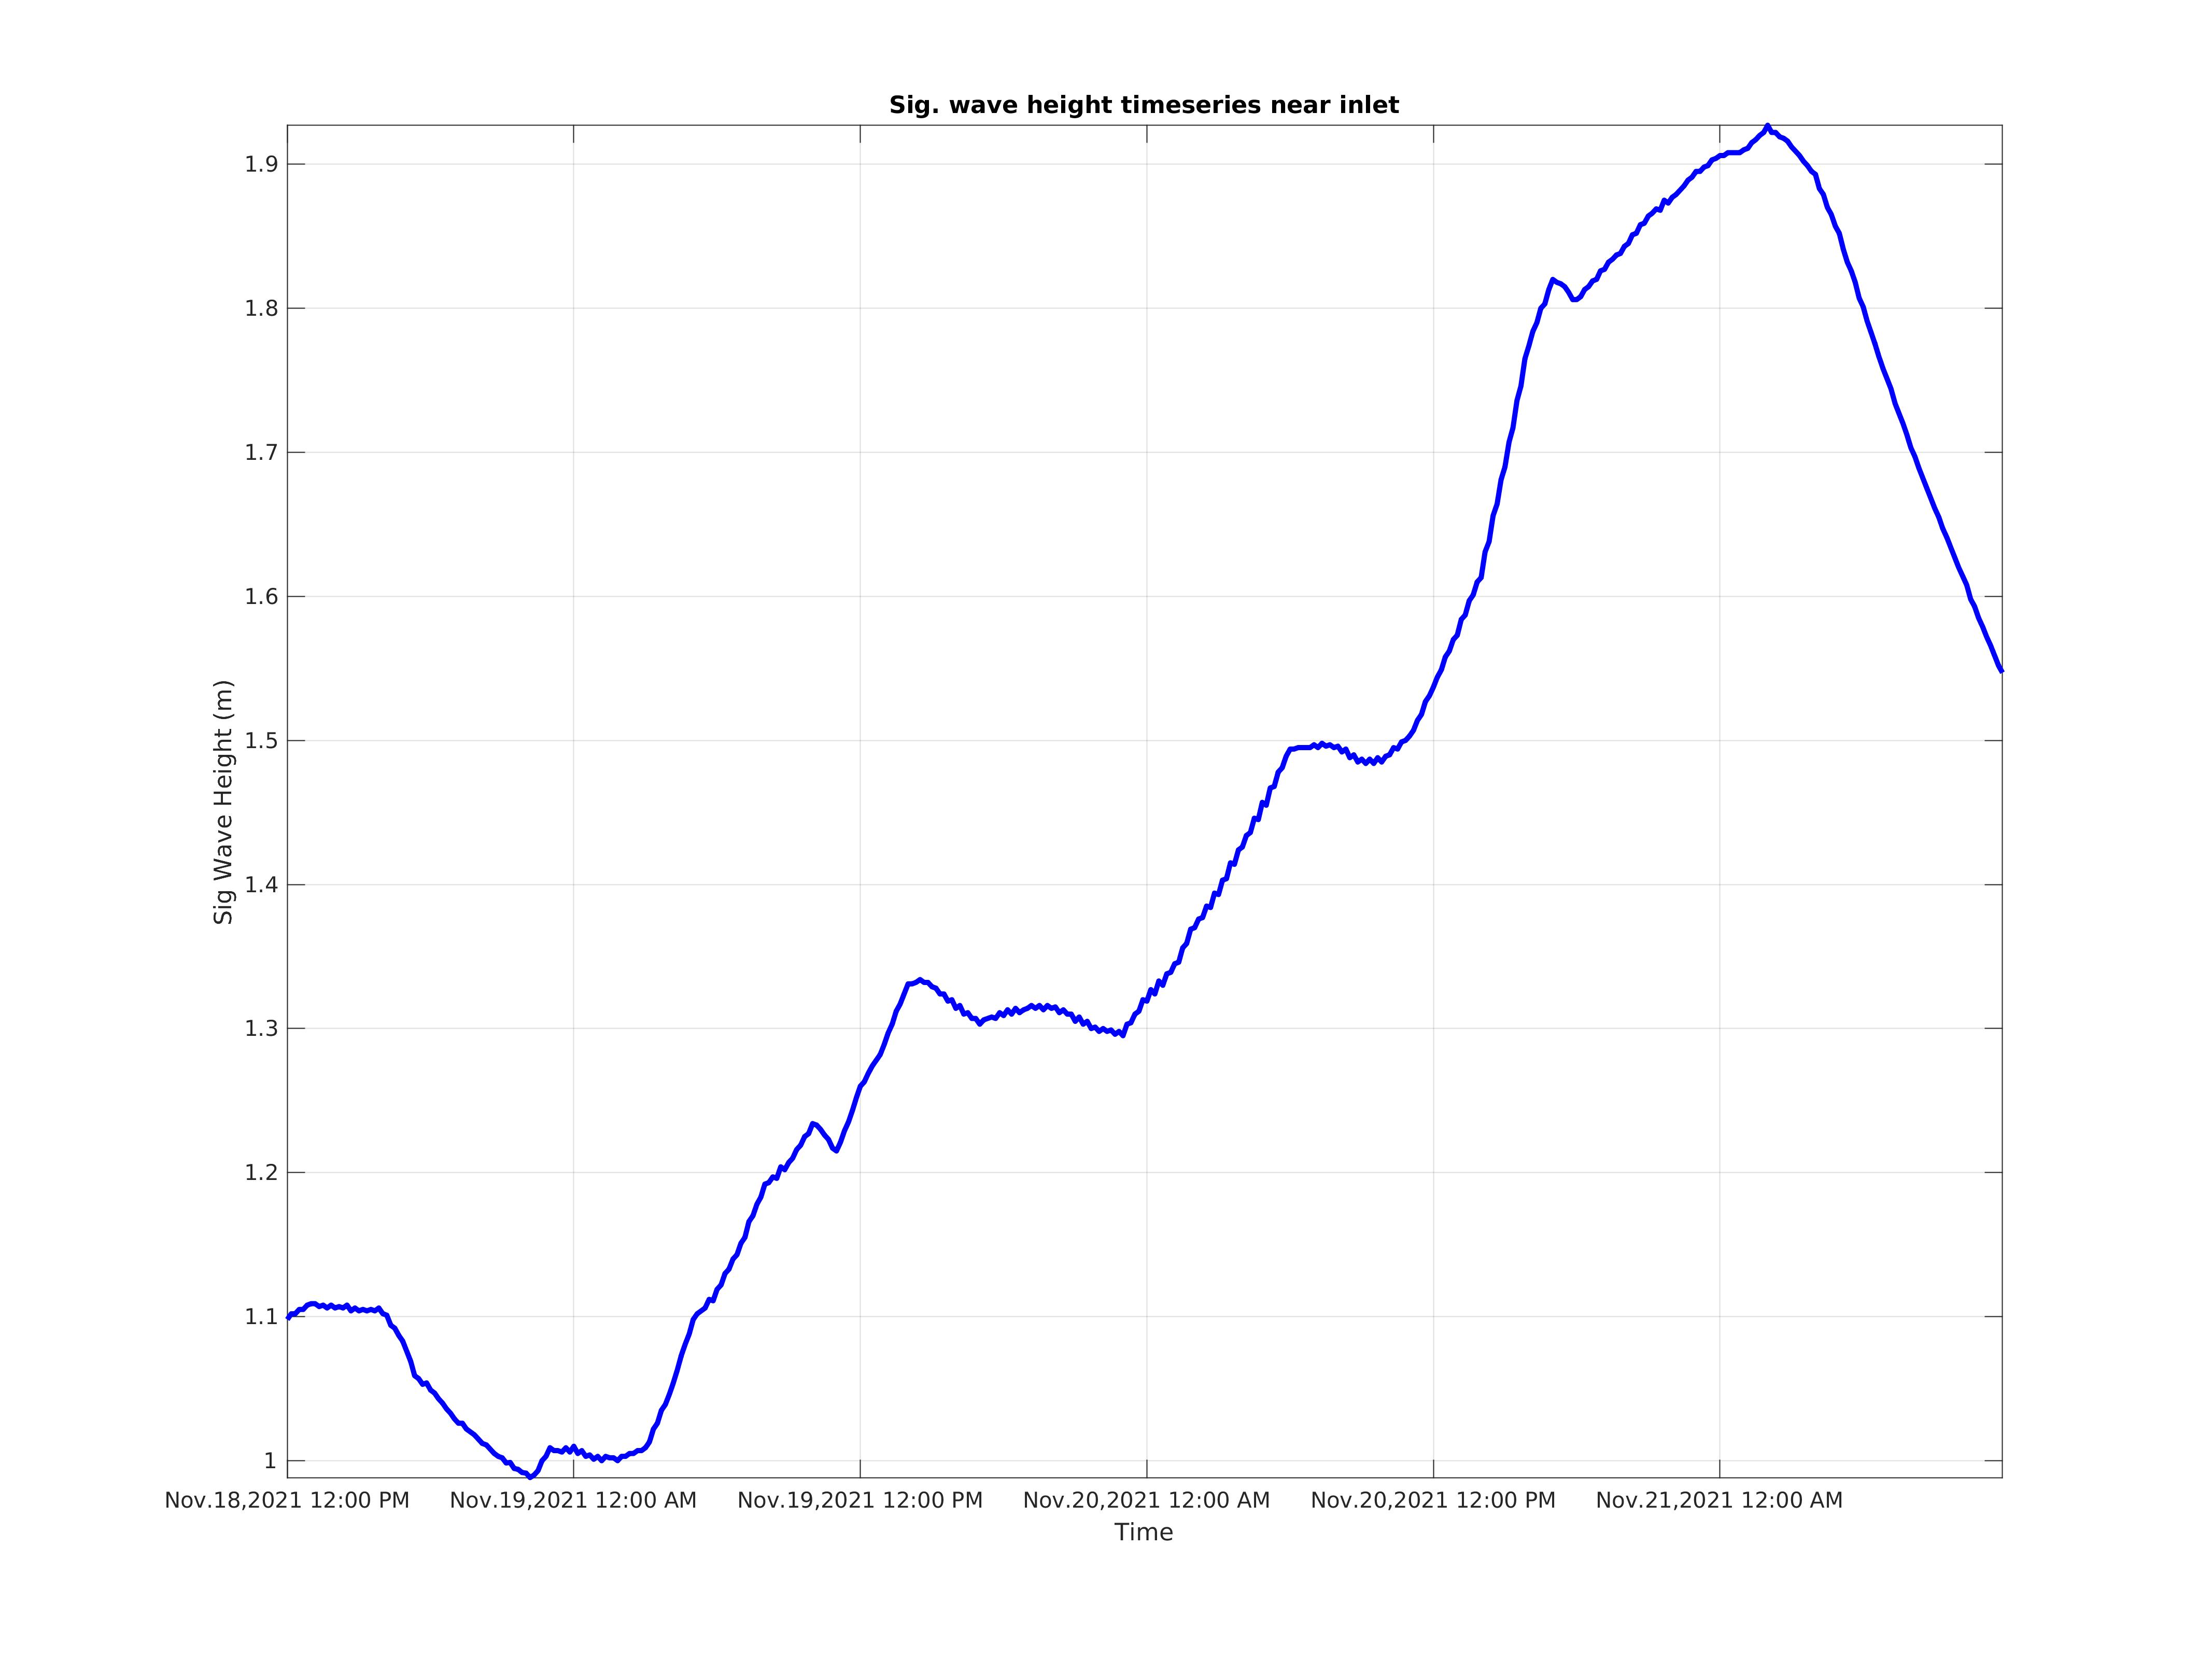 Sig. wave height timeseries near inlet
1.9
1.8
1.7
1.6
1.5
1.4
1.3
1.2
1.1
1
Sig Wave Height (m)
Nov.18,2021 12:00 PM Nov.19,2021 12:00 AM Nov.19,2021 12:00 PM Nov.20,2021 12:00 AM Nov.20,2021 12:00 PM Nov.21,2021 12:00 AM
Time